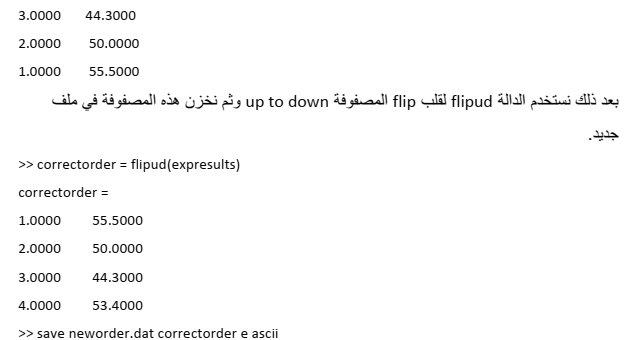 3.0000 44.3000
2.0000 50.0000
1.0000 55.5000
بعد ذلك نستخدم الدالة flipud لقلب flip المصفوفة up to down وثم نخزن هذه المصفوفة في ملف
جديد.
>> correctorder = flipud(expresults)
correctorder =
1.0000 55.5000
2.0000 50.0000
3.0000 44.3000
4.0000 53.4000
>> save neworder.dat correctorder e ascii